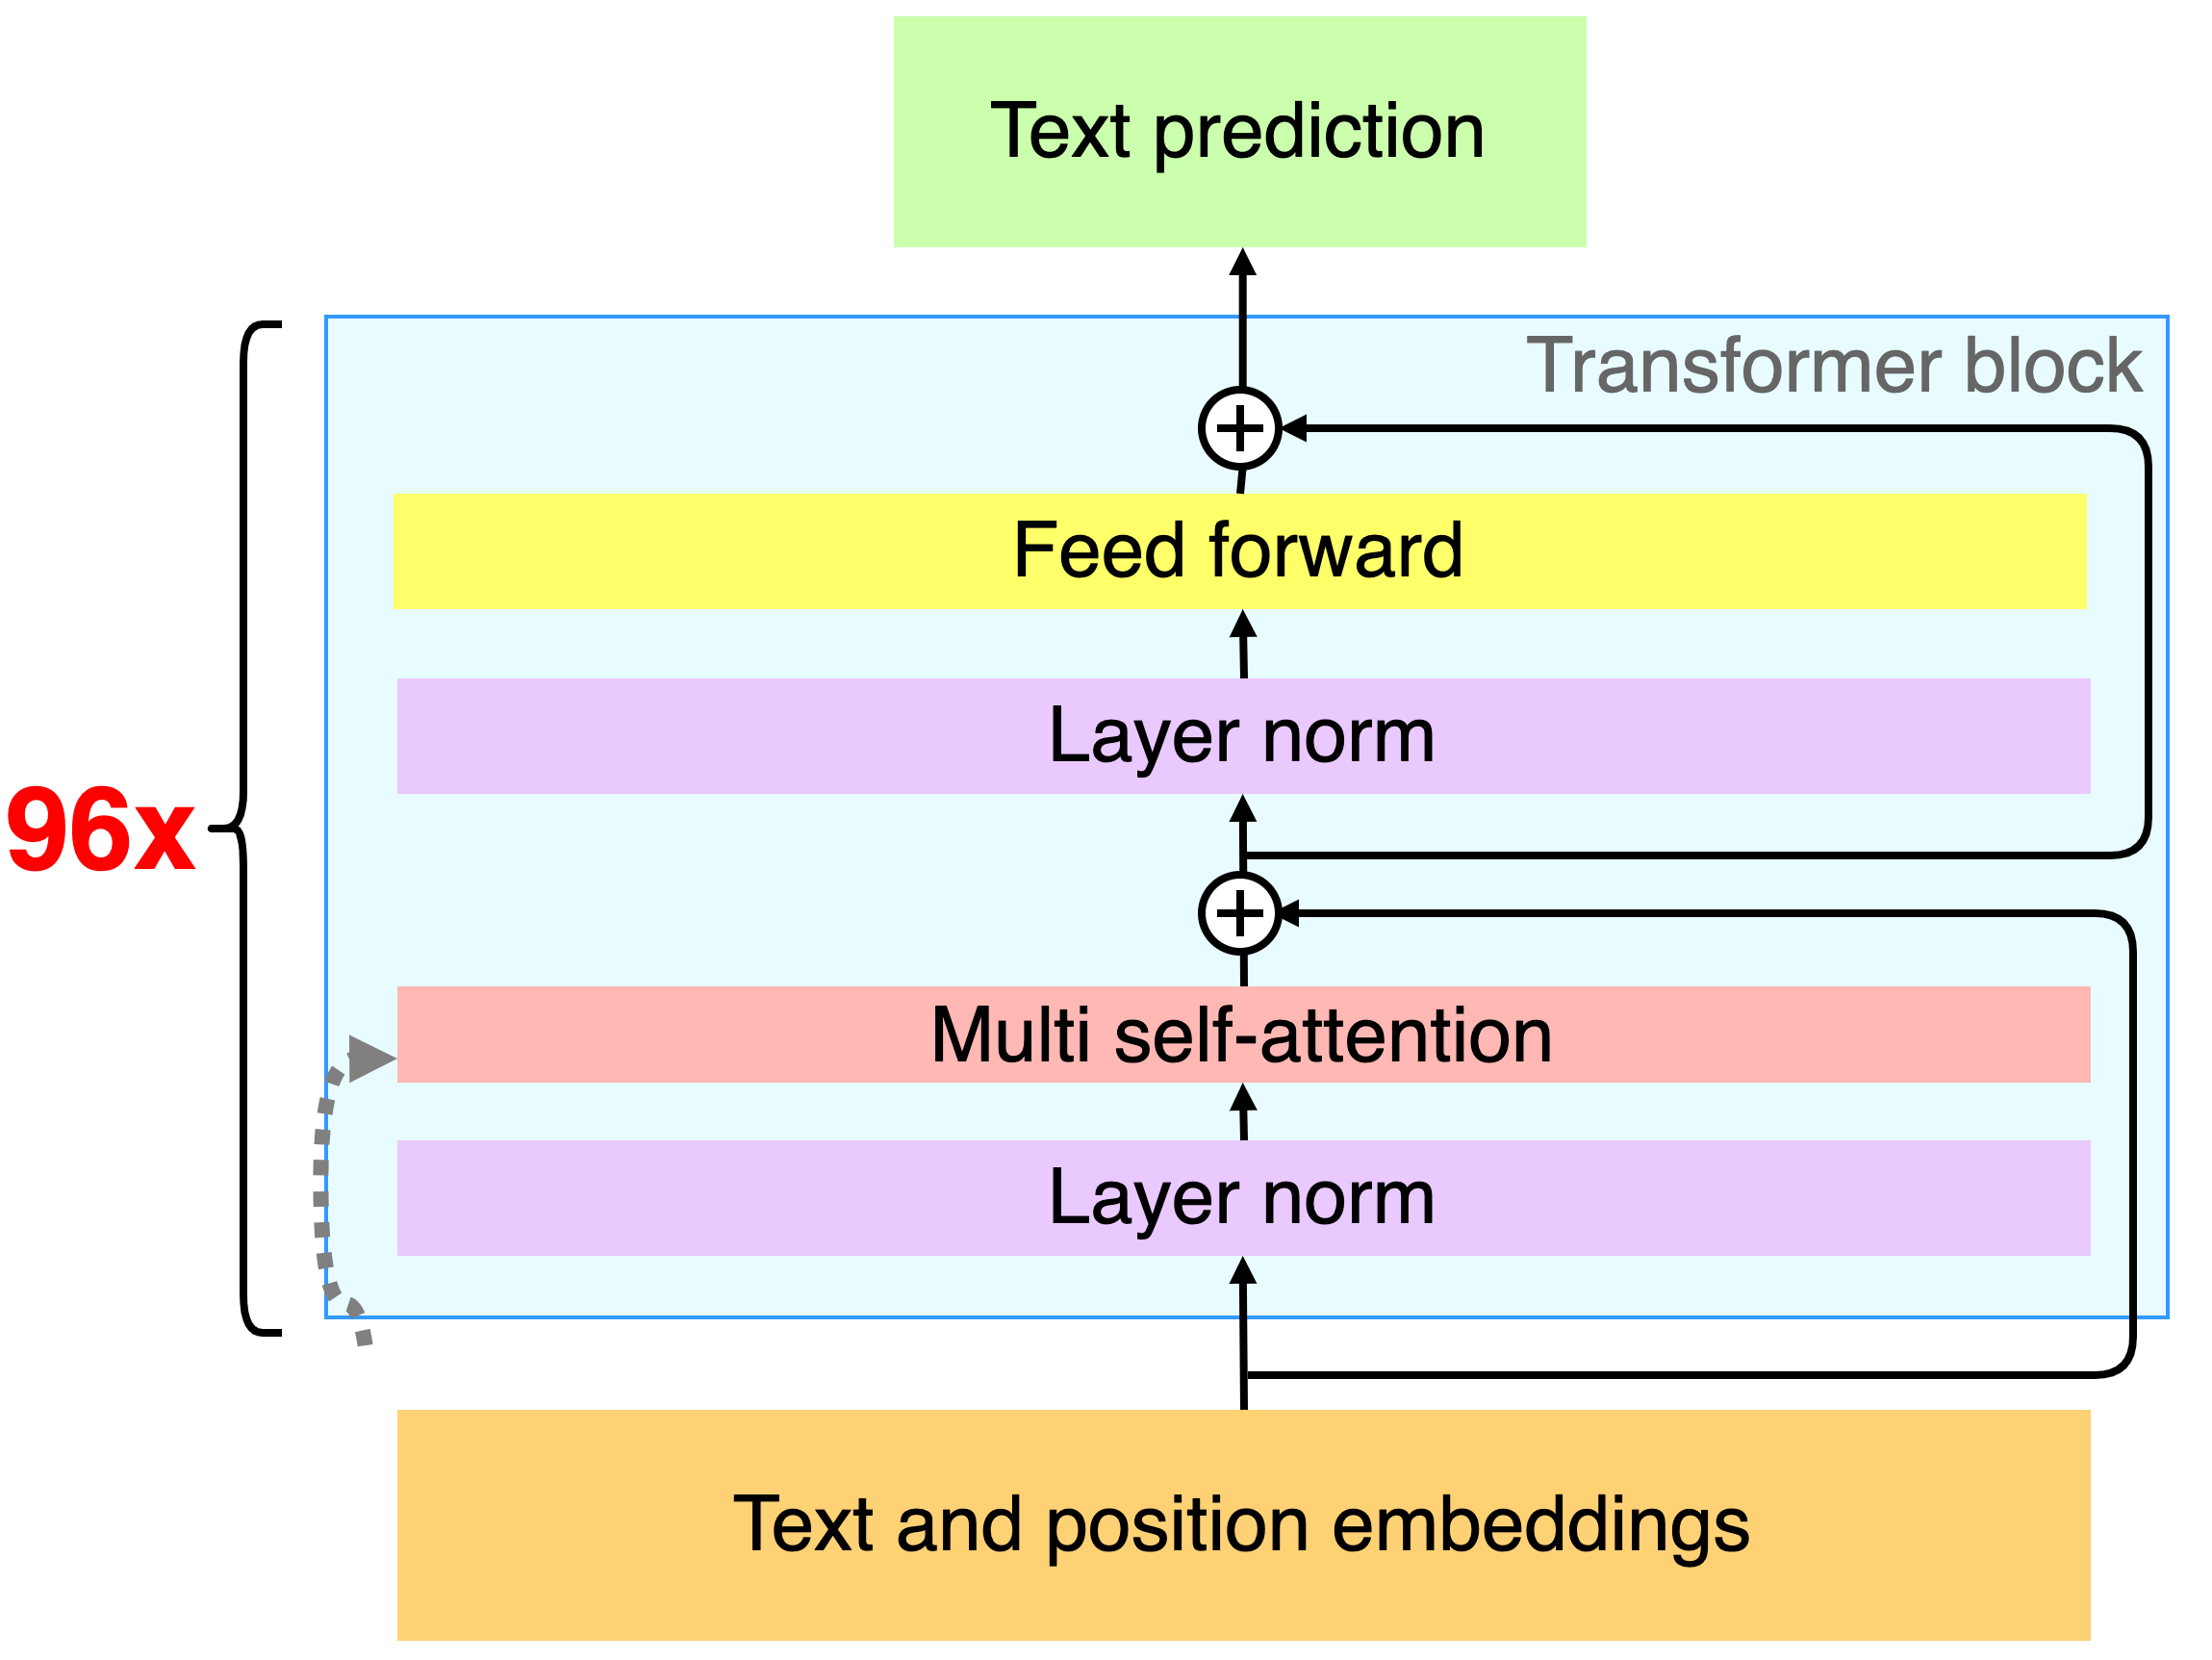 Text prediction
Transformer block
Feed forward
Layer norm
96x
Multi self-attention
Layer norm
Text and position embeddings